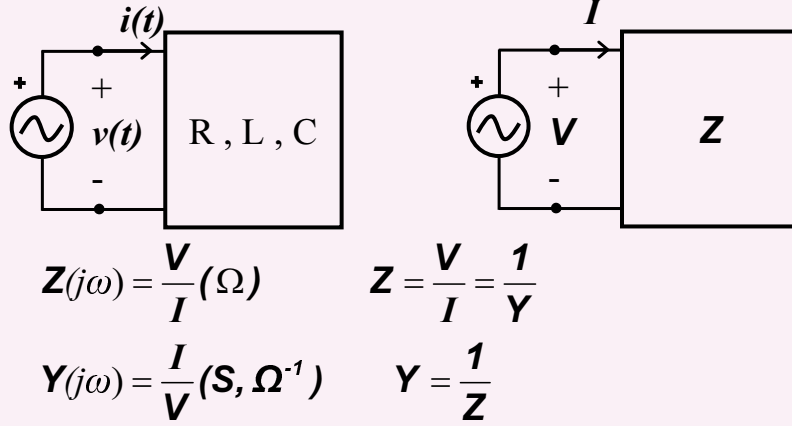 i(t)
I
+
+
+
v(t)
-
R , L , C
+
V
-
Z
Z(jω) = V/I (Ω)
Z = V/I = 1/Y
Y(jω) = I/V (S, Ω⁻¹)
Y = 1/Z